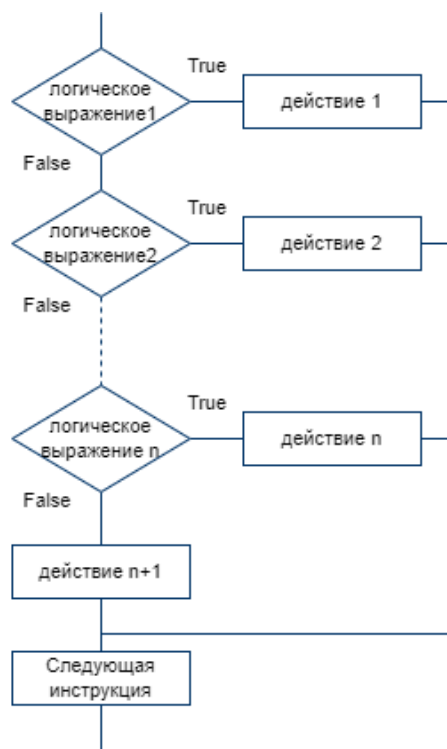 True
логическое
выражение1
действие 1
False
True
логическое
выражение2
действие 2
False
True
логическое
выражение n
действие n
False
действие n+1
Следующая
инструкция